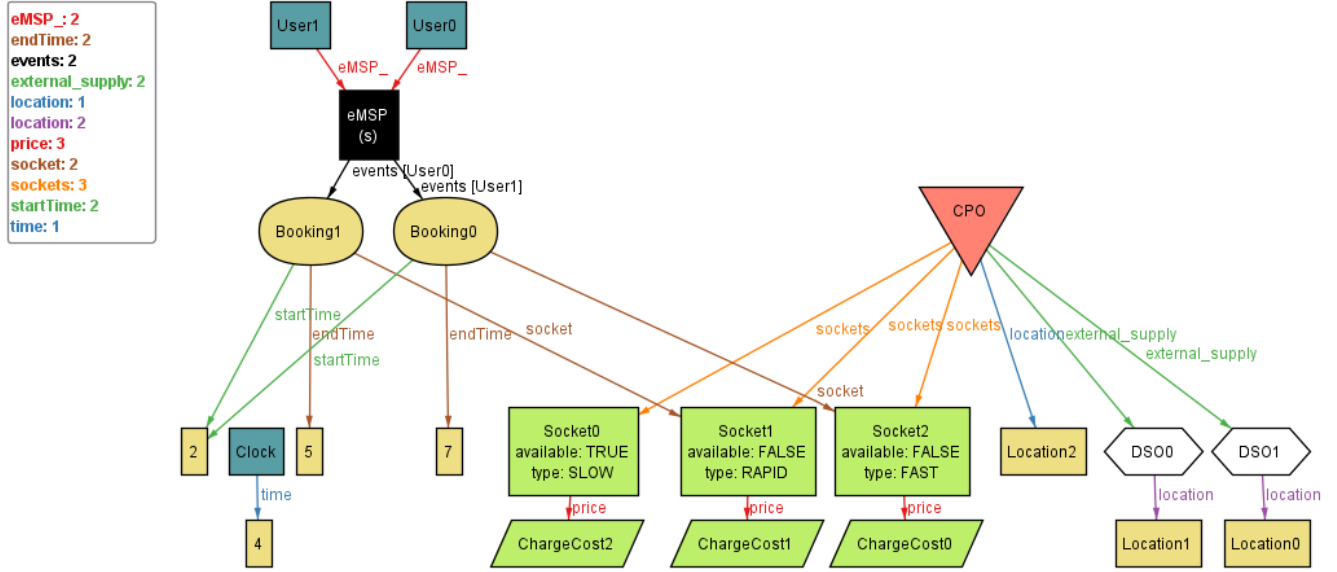 eMSP_: 2
endTime: 2
events: 2
external_supply: 2
location: 1
location: 2
price: 3
socket: 2
sockets: 3
startTime: 2
time: 1
User1
User0
eMSP_
eMSP_
eMSP
(s)
events [User0]
events [User1]
Booking1
Booking0
CPO
startTime
endTime
startTime
endTime
socket
socket
sockets
sockets
sockets
location
external_supply
external_supply
2
Clock
5
7
time
4
Socket0
available: TRUE
type: SLOW
Socket1
available: FALSE
type: RAPID
Socket2
available: FALSE
type: FAST
Location2
DSO0
DSO1
price
price
price
location
location
ChargeCost2
ChargeCost1
ChargeCost0
Location1
Location0